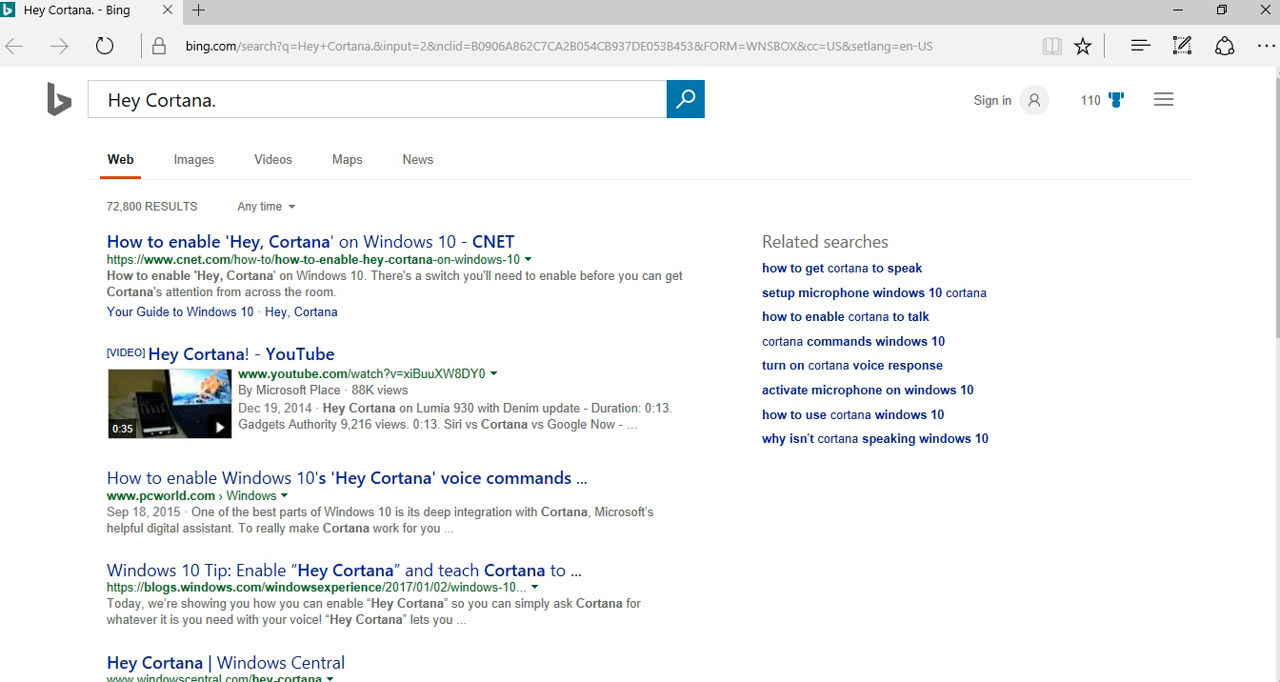 Hey Cortana. - Bing
bing.com/search?q=Hey+Cortana.&input=2&nclid=B0906A862C7CA2B054CB937DE053B453&FORM=WNSBOX&cc=US&setlang=en-US
Hey Cortana.
Sign in
110
Web Images Videos Maps News
72,800 RESULTS Any time
How to enable 'Hey, Cortana' on Windows 10 - CNET
https://www.cnet.com/how-to/how-to-enable-hey-cortana-on-windows-10
How to enable 'Hey, Cortana' on Windows 10. There's a switch you'll need to enable before you can get
Cortana's attention from across the room.
Your Guide to Windows 10 · Hey, Cortana
[VIDEO] Hey Cortana! - YouTube
www.youtube.com/watch?v=xiBuuXW8DY0
By Microsoft Place · 88K views
Dec 19, 2014 · Hey Cortana on Lumia 930 with Denim update - Duration: 0:13.
Gadgets Authority 9,216 views. 0:13. Siri vs Cortana vs Google Now - ...
0:35
How to enable Windows 10's 'Hey Cortana' voice commands ...
www.pcworld.com › Windows
Sep 18, 2015 · One of the best parts of Windows 10 is its deep integration with Cortana, Microsoft's
helpful digital assistant. To really make Cortana work for you ...
Windows 10 Tip: Enable “Hey Cortana” and teach Cortana to ...
https://blogs.windows.com/windowsexperience/2017/01/02/windows-10...
Today, we're showing you how you can enable “Hey Cortana” so you can simply ask Cortana for
whatever it is you need with your voice! “Hey Cortana” lets you ...
Hey Cortana | Windows Central
www.windowscentral.com/hey-cortana
Related searches
how to get cortana to speak
setup microphone windows 10 cortana
how to enable cortana to talk
cortana commands windows 10
turn on cortana voice response
activate microphone on windows 10
how to use cortana windows 10
why isn't cortana speaking windows 10